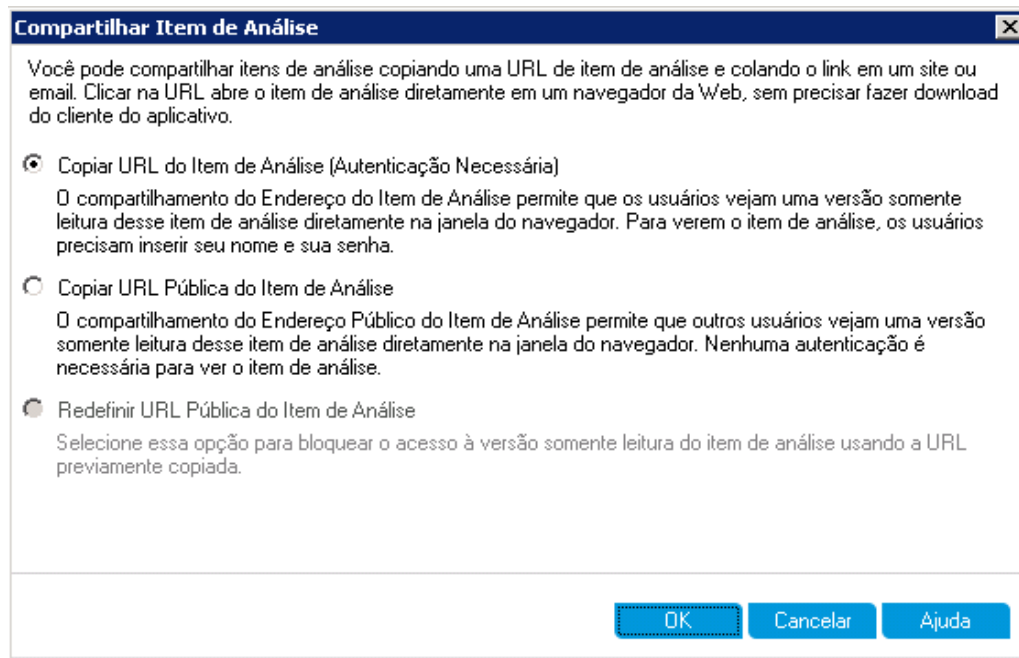 Compartilhar Item de Análise
Você pode compartilhar itens de análise copiando uma URL de item de análise e colando o link em um site ou
email. Clicar na URL abre o item de análise diretamente em um navegador da Web, sem precisar fazer download
do cliente do aplicativo.
Copiar URL do Item de Análise (Autenticação Necessária)
O compartilhamento do Endereço do Item de Análise permite que os usuários vejam uma versão somente
leitura desse item de análise diretamente na janela do navegador. Para verem o item de análise, os usuários
precisam inserir seu nome e sua senha.
Copiar URL Pública do Item de Análise
O compartilhamento do Endereço Público do Item de Análise permite que outros usuários vejam uma versão
somente leitura desse item de análise diretamente na janela do navegador. Nenhuma autenticação é
necessária para ver o item de análise.
Redefinir URL Pública do Item de Análise
Selecione essa opção para bloquear o acesso à versão somente leitura do item de análise usando a URL
previamente copiada.
OK Cancelar Ajuda